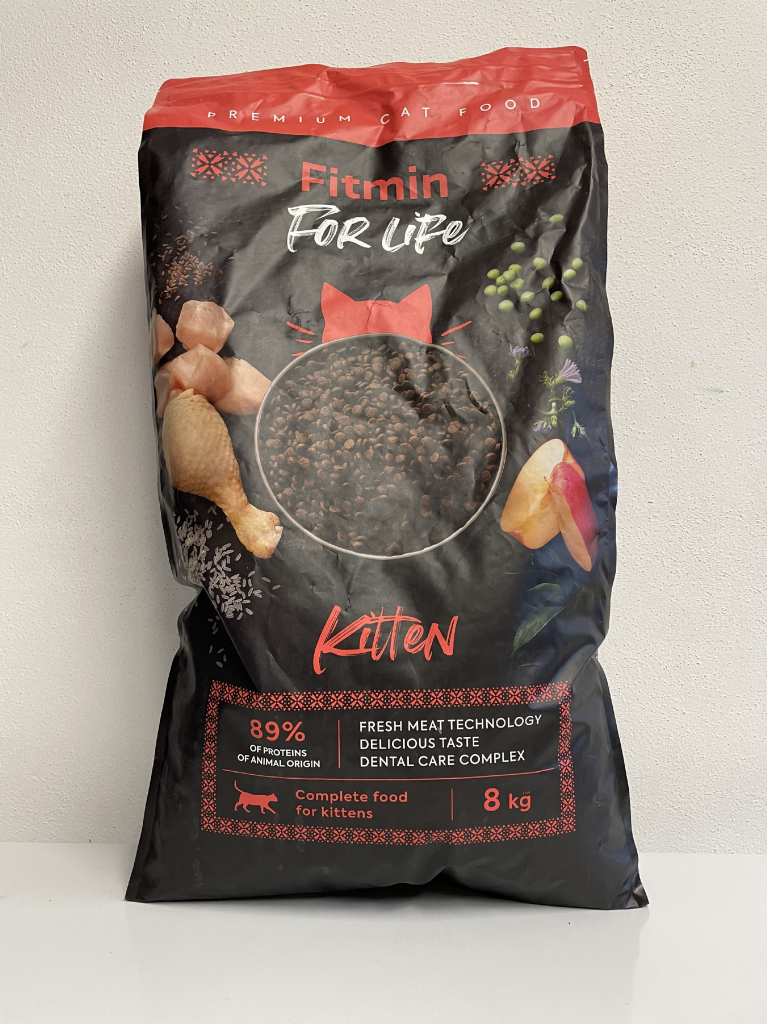 PREMIUM CAT FOOD
Fitmin
FOR LIFE
Kitten
89%
OF PROTEINS
OF ANIMAL ORIGIN
FRESH MEAT TECHNOLOGY
DELICIOUS TASTE
DENTAL CARE COMPLEX
Complete food
for kittens
8 kg